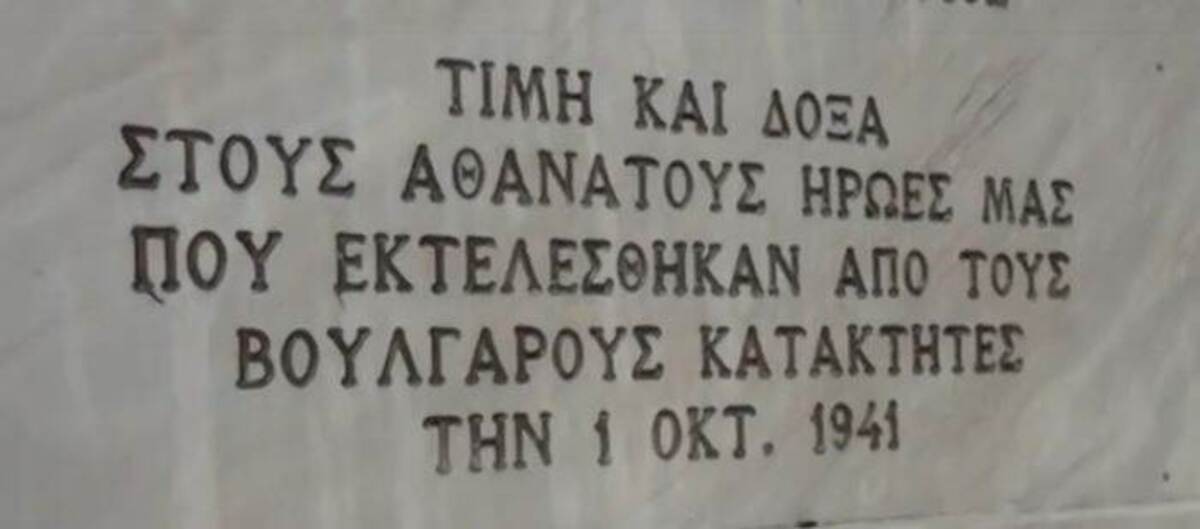 ΤΙΜΗ ΚΑΙ ΔΟΞΑ
ΣΤΟΥΣ ΑΘΑΝΑΤΟΥΣ ΗΡΩΕΣ ΜΑΣ
ΠΟΥ ΕΚΤΕΛΕΣΘΗΚΑΝ ΑΠΟ ΤΟΥΣ
ΒΟΥΛΓΑΡΟΥΣ ΚΑΤΑΚΤΗΤΕΣ
ΤΗΝ 1 ΟΚΤ. 1941